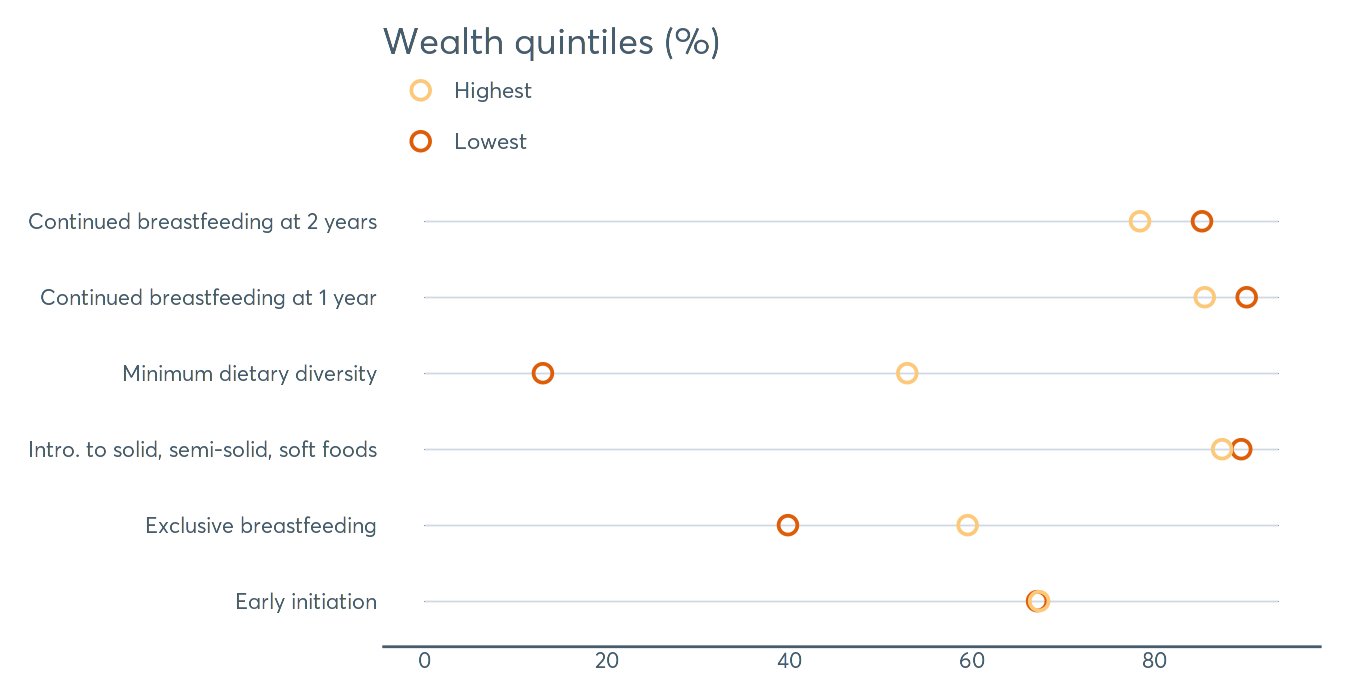 Wealth quintiles (%)
Highest
Lowest
Continued breastfeeding at 2 years
Continued breastfeeding at 1 year
Minimum dietary diversity
Intro. to solid, semi-solid, soft foods
Exclusive breastfeeding
Early initiation
0 20 40 60 80